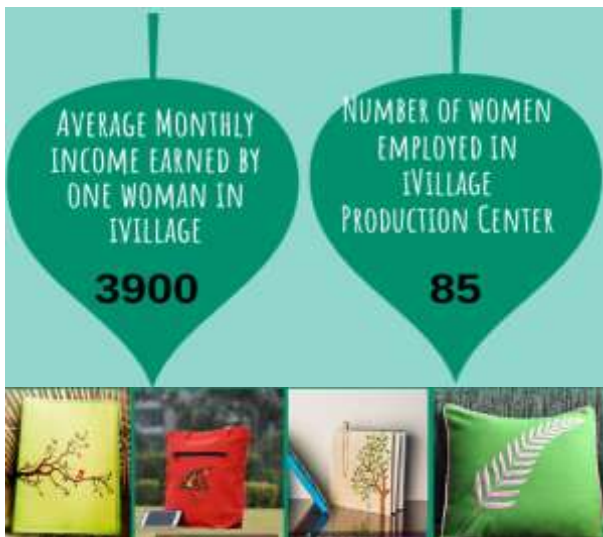 AVERAGE MONTHLY
INCOME EARNED BY
ONE WOMAN IN
IVILLAGE
3900
NUMBER OF WOMEN
EMPLOYED IN
IVILLAGE
PRODUCTION CENTER
85